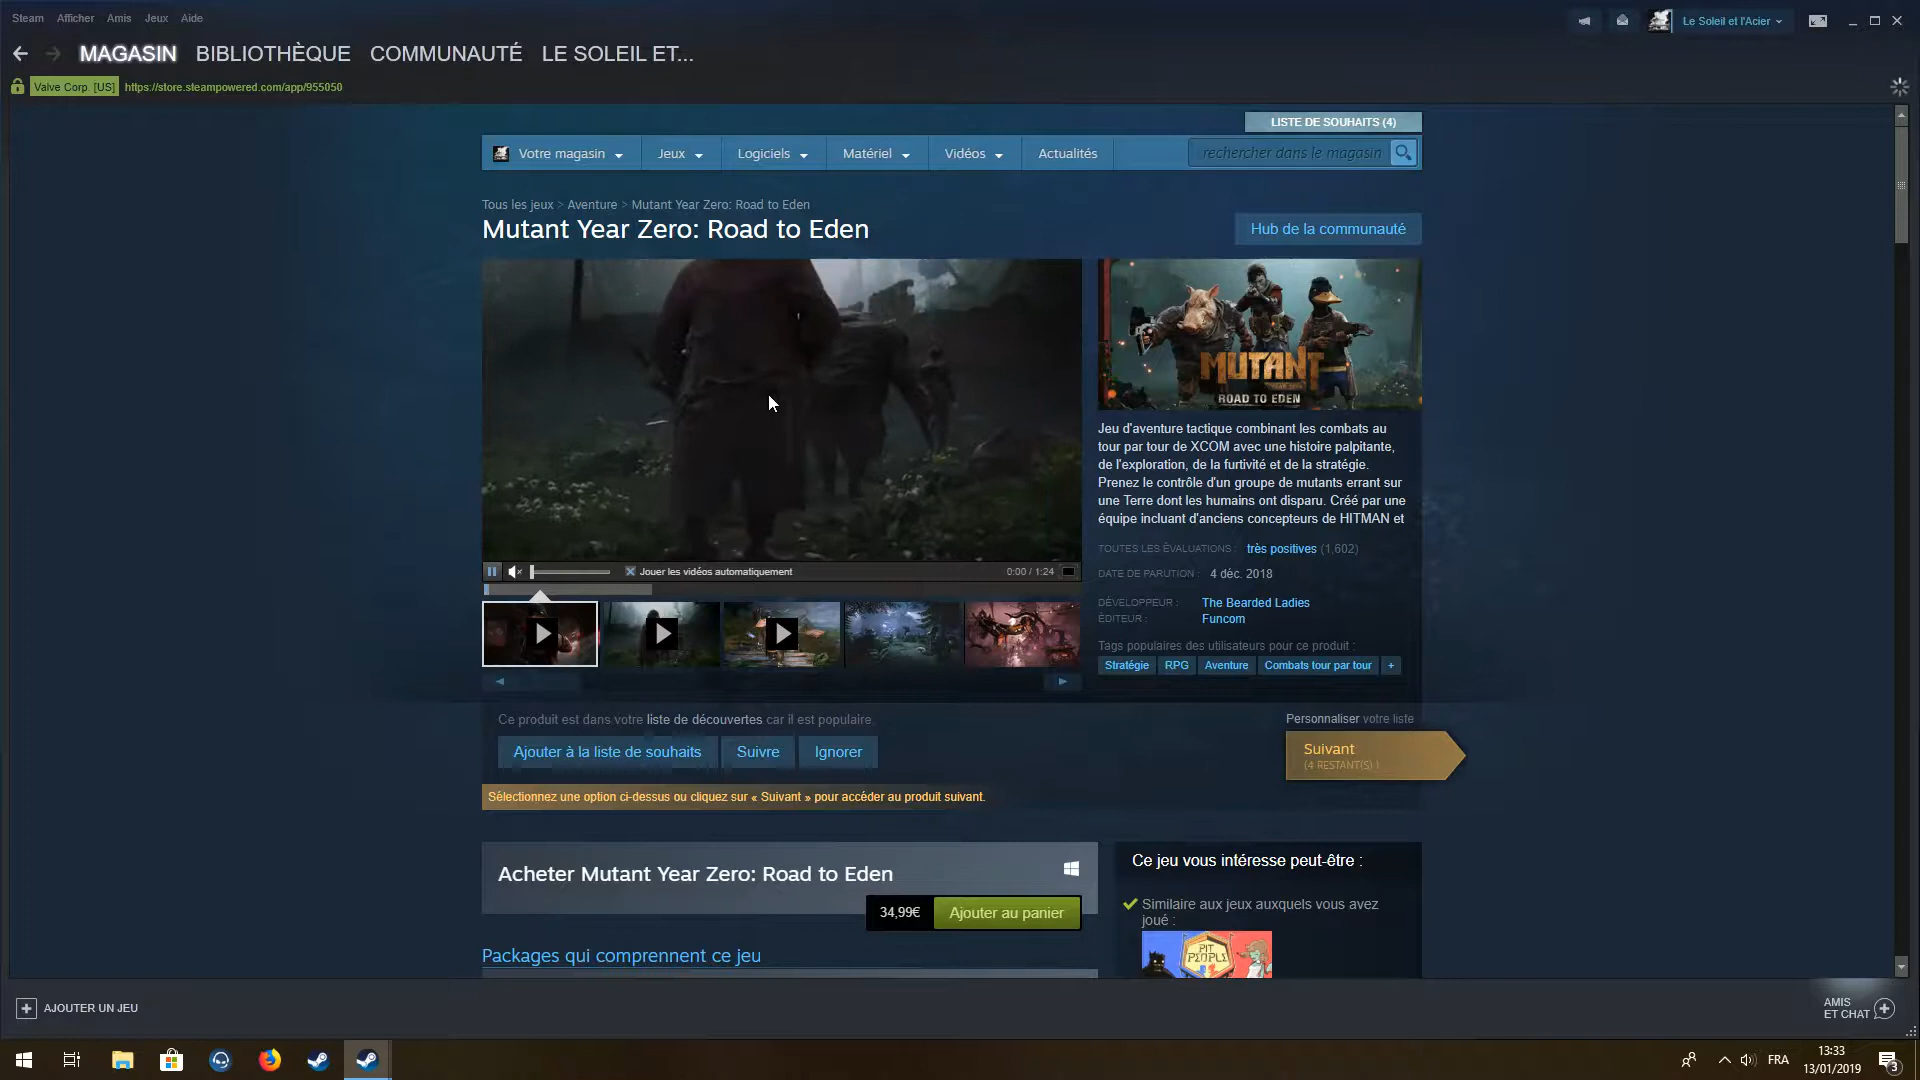 Steam Afficher Amis Jeux Aide
Le Soleil et l'Acier
MAGASIN BIBLIOTHÈQUE COMMUNAUTÉ LE SOLEIL ET...
Valve Corp. [US] https://store.steampowered.com/app/955050
LISTE DE SOUHAITS (4)
Votre magasin Jeux Logiciels Matériel Vidéos Actualités rechercher dans le magasin
Tous les jeux > Aventure > Mutant Year Zero: Road to Eden
Mutant Year Zero: Road to Eden
Hub de la communauté
MUTANT
YEAR ZERO
ROAD TO EDEN
Jeu d'aventure tactique combinant les combats au
tour par tour de XCOM avec une histoire palpitante,
de l'exploration, de la furtivité et de la stratégie.
Prenez le contrôle d'un groupe de mutants errant sur
une Terre dont les humains ont disparu. Créé par une
équipe incluant d'anciens concepteurs de HITMAN et
TOUTES LES ÉVALUATIONS : très positives (1,602)
DATE DE PARUTION : 4 déc. 2018
DÉVELOPPEUR : The Bearded Ladies
ÉDITEUR : Funcom
Tags populaires des utilisateurs pour ce produit :
Stratégie RPG Aventure Combats tour par tour +
Jouer les vidéos automatiquement 0:00 / 1:24
Ce produit est dans votre liste de découvertes car il est populaire.
Ajouter à la liste de souhaits Suivre Ignorer
Personnaliser votre liste
Suivant
(4 RESTANT(S) )
Sélectionnez une option ci-dessus ou cliquez sur « Suivant » pour accéder au produit suivant.
Acheter Mutant Year Zero: Road to Eden
34,99€ Ajouter au panier
Packages qui comprennent ce jeu
Ce jeu vous intéresse peut-être :
Similaire aux jeux auxquels vous avez
joué :
PIT
PEOPLE
AJOUTER UN JEU
AMIS
ET CHAT
FRA
13:33
13/01/2019
3